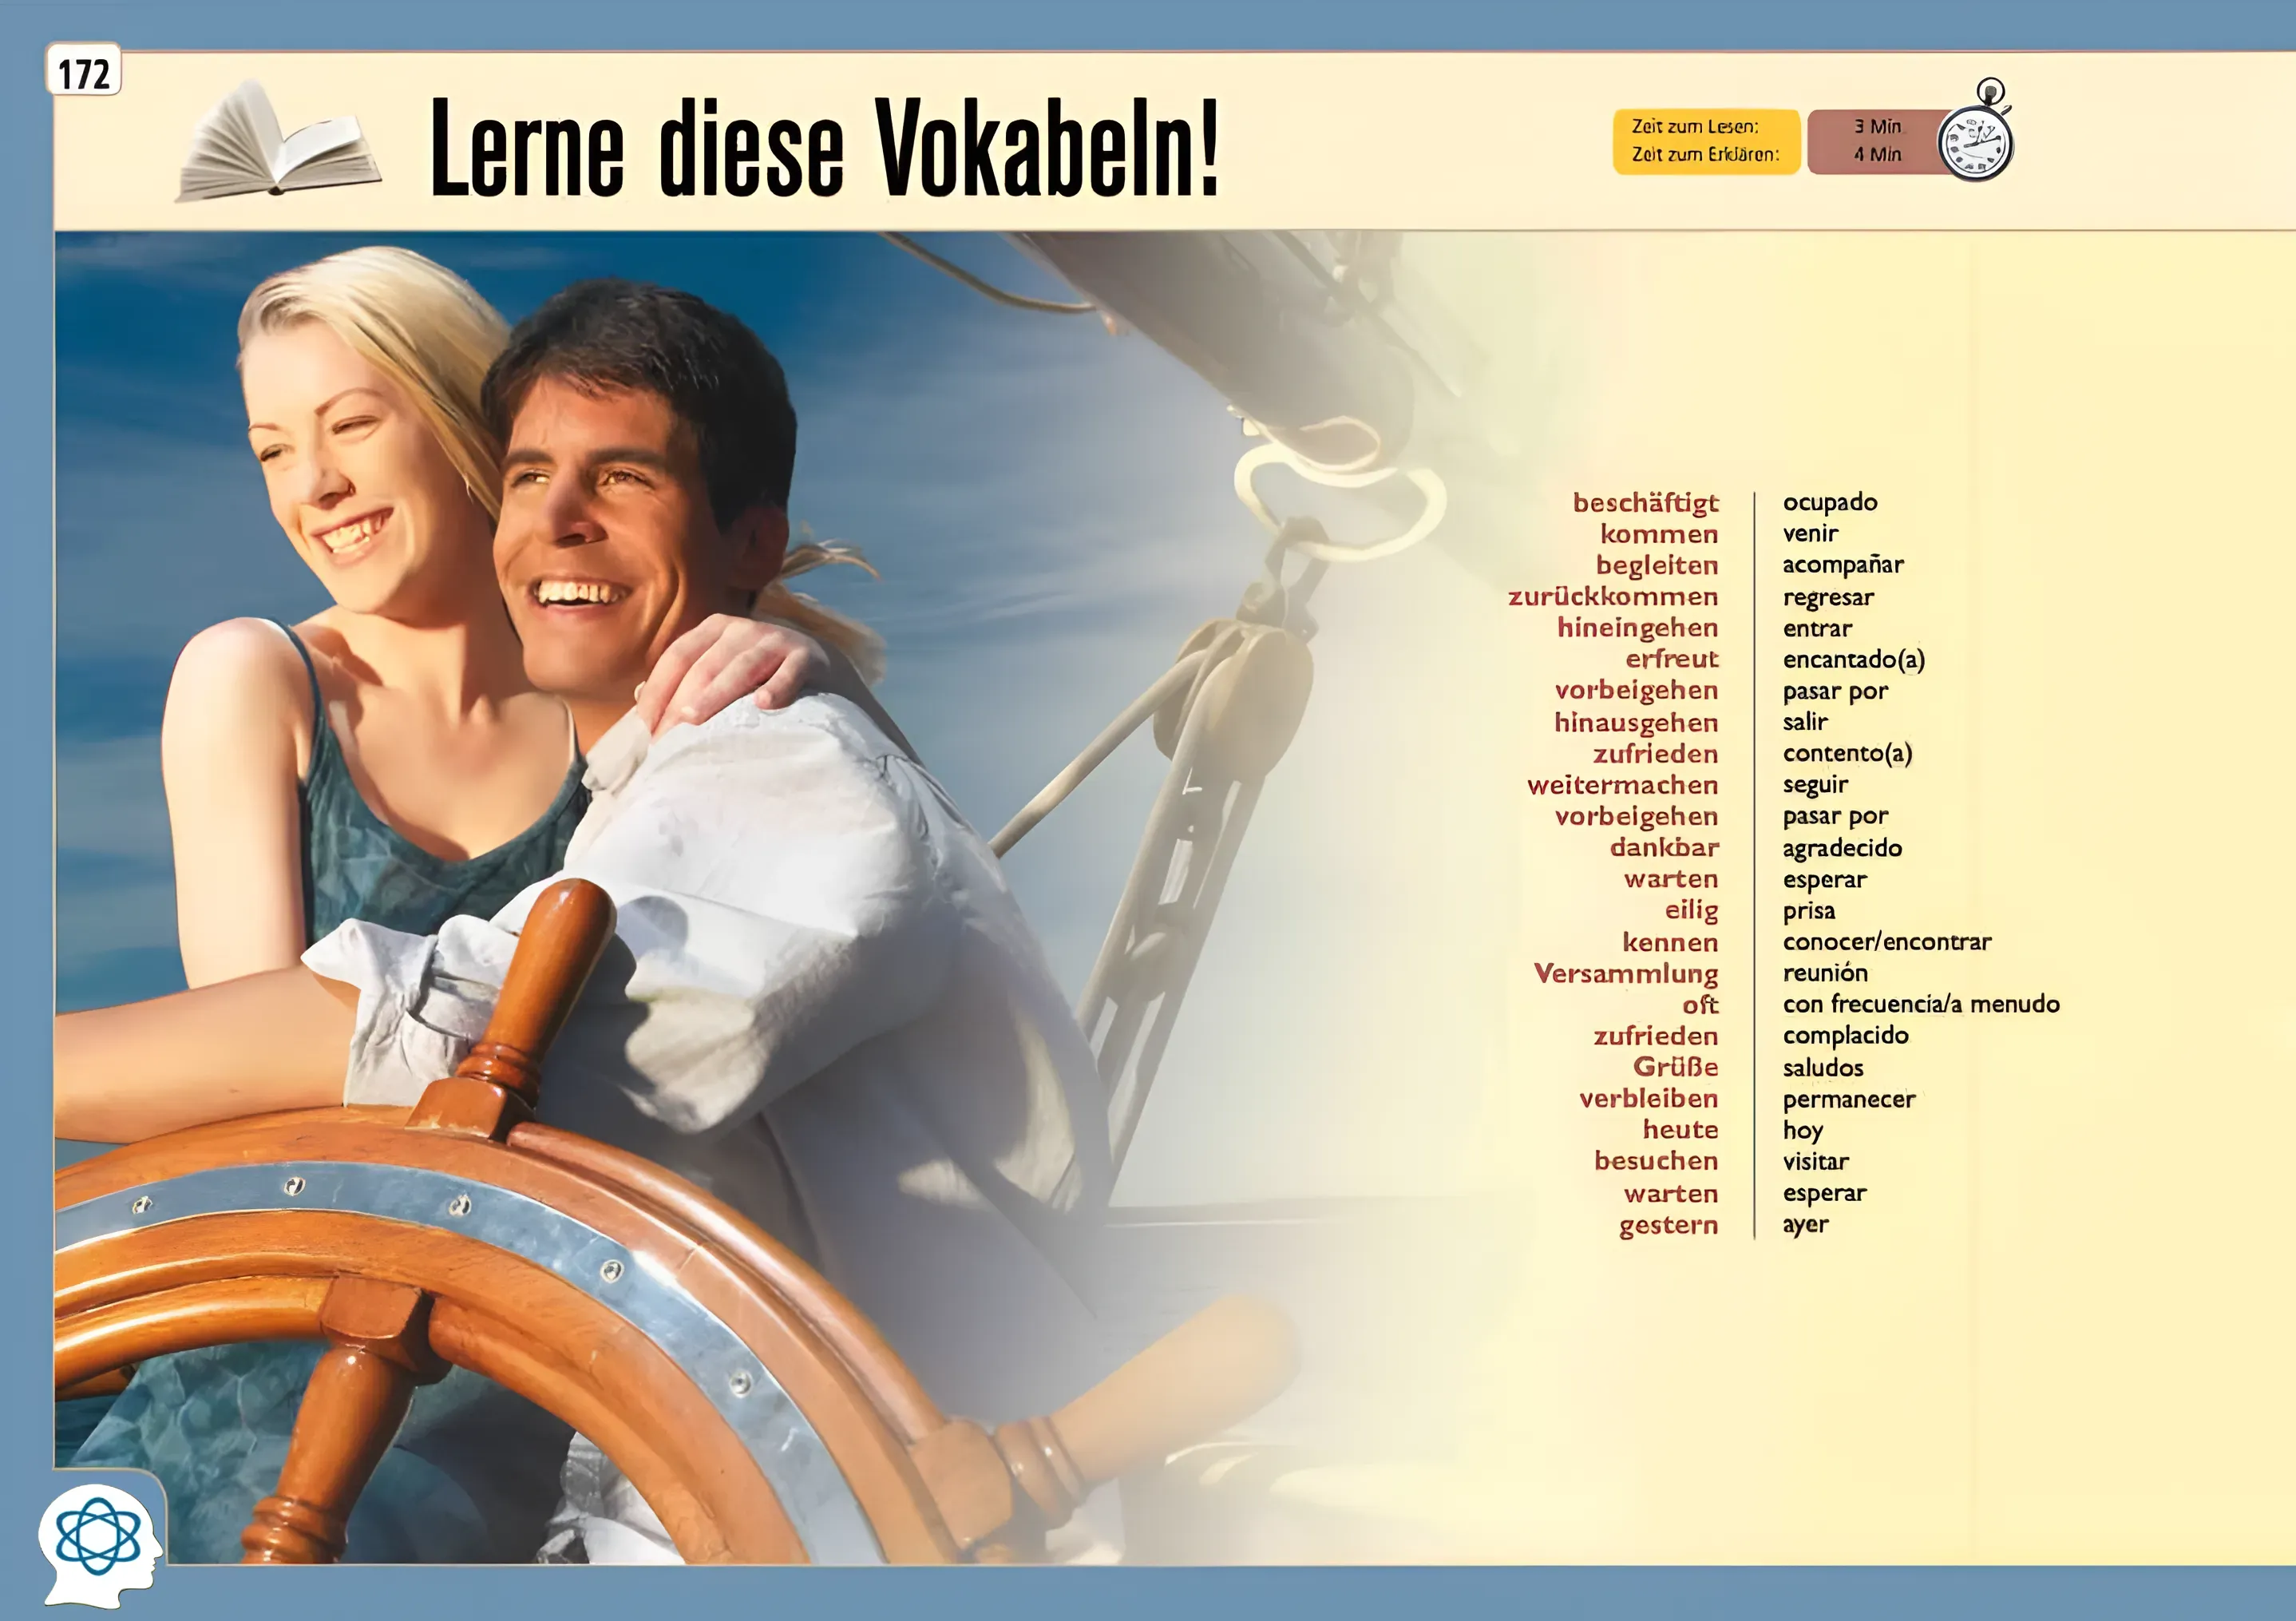 172
Lerne diese Vokabeln!
Zeit zum Lesen: 3 Min.
Zeit zum Erklären: 4 Min
beschäftigt ocupado
kommen venir
begleiten acompañar
zurückkommen regresar
hineingehen entrar
erfreut encantado(a)
vorbeigehen pasar por
hinausgehen salir
zufrieden contento(a)
weitermachen seguir
vorbeigehen pasar por
dankbar agradecido
warten esperar
eilig prisa
kennen conocer/encontrar
Versammlung reunión
oft con frecuencia/a menudo
zufrieden complacido
Grüße saludos
verbleiben permanecer
heute hoy
besuchen visitar
warten esperar
gestern ayer